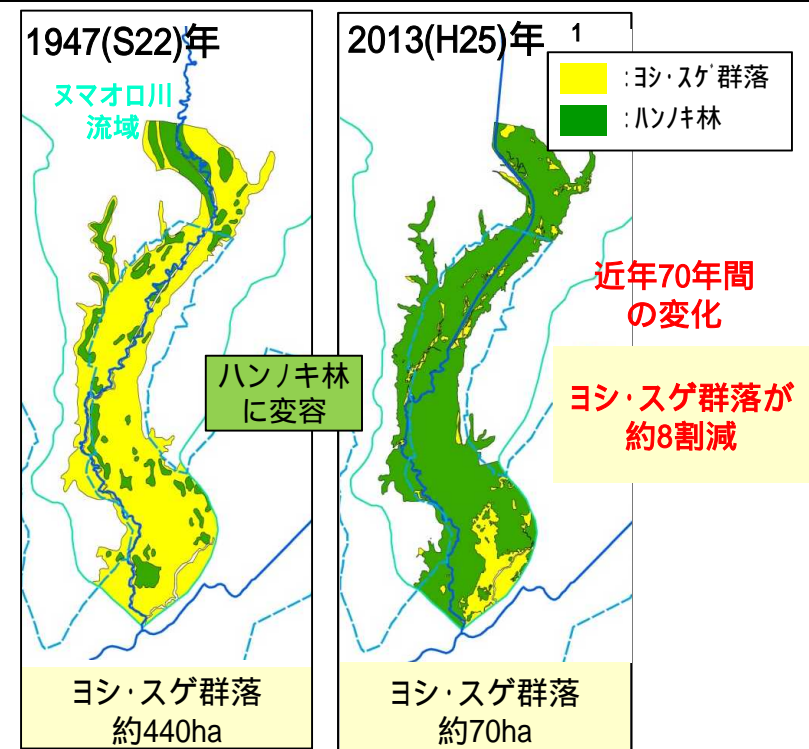 1947(S22)年
ヌマオロ川
流域
2013(H25)年 1
:ヨシ・スゲ群落
:ハンノキ林
近年70年間
の変化
ハンノキ林
に変容
ヨシ・スゲ群落が
約8割減
ヨシ・スゲ群落
約440ha
ヨシ・スゲ群落
約70ha